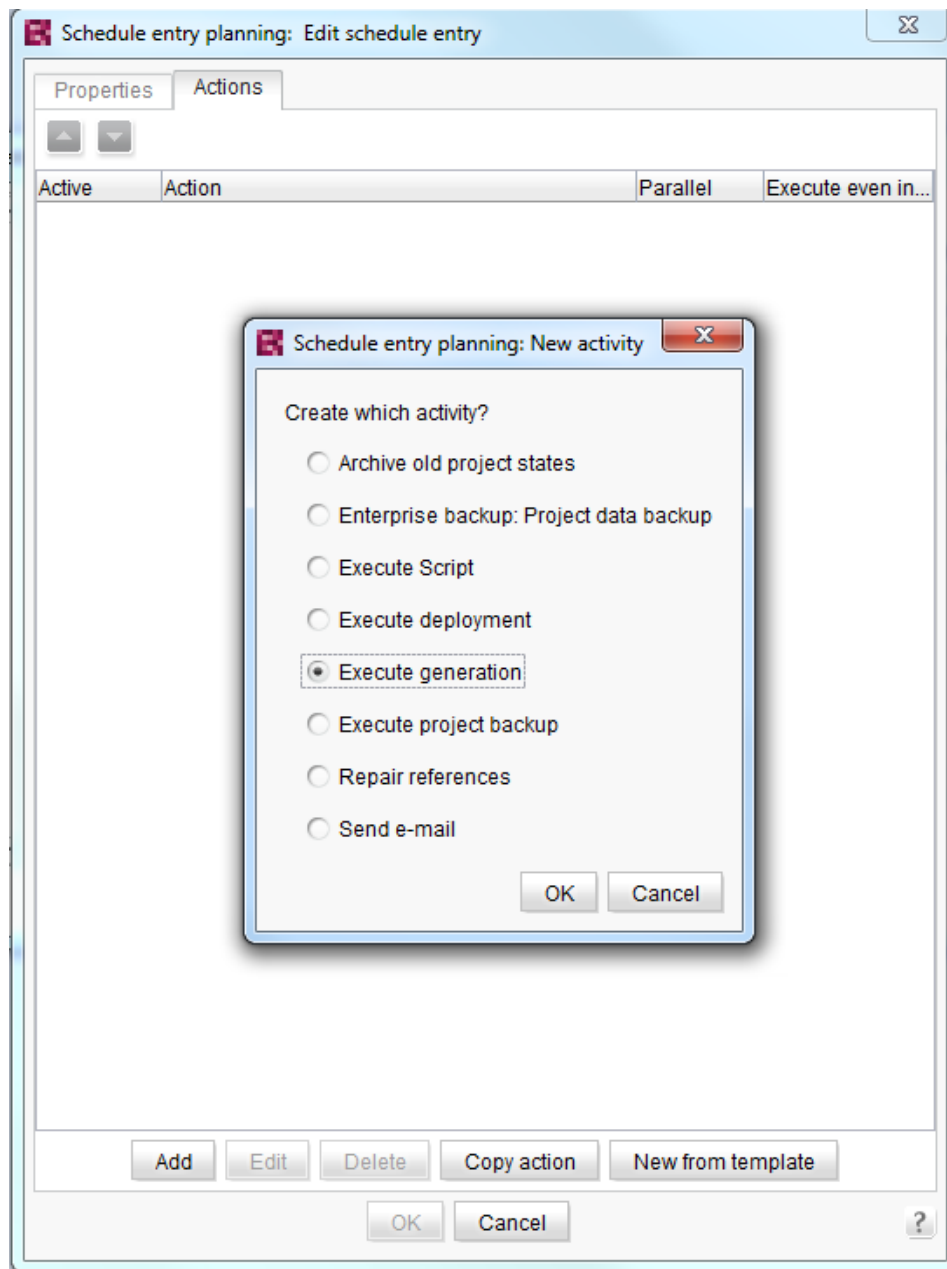 Schedule entry planning: Edit schedule entry
Properties Actions
Active Action Parallel Execute even in...
Schedule entry planning: New activity
Create which activity?
Archive old project states
Enterprise backup: Project data backup
Execute Script
Execute deployment
Execute generation
Execute project backup
Repair references
Send e-mail
OK Cancel
Add Edit Delete Copy action New from template
OK Cancel ?